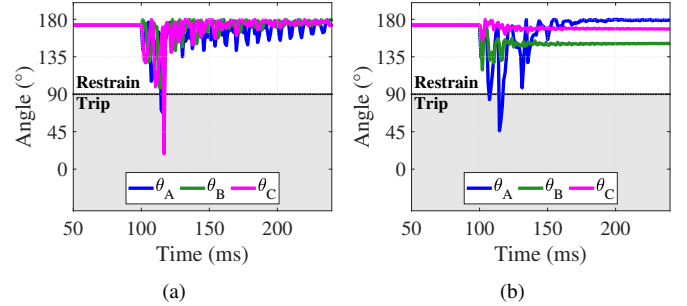 180
135
90
45
0
Angle (°)
Restrain
Trip
θA θB θC
50 100 150 200
Time (ms)
(a)
180
135
90
45
0
Angle (°)
Restrain
Trip
θA θB θC
50 100 150 200
Time (ms)
(b)